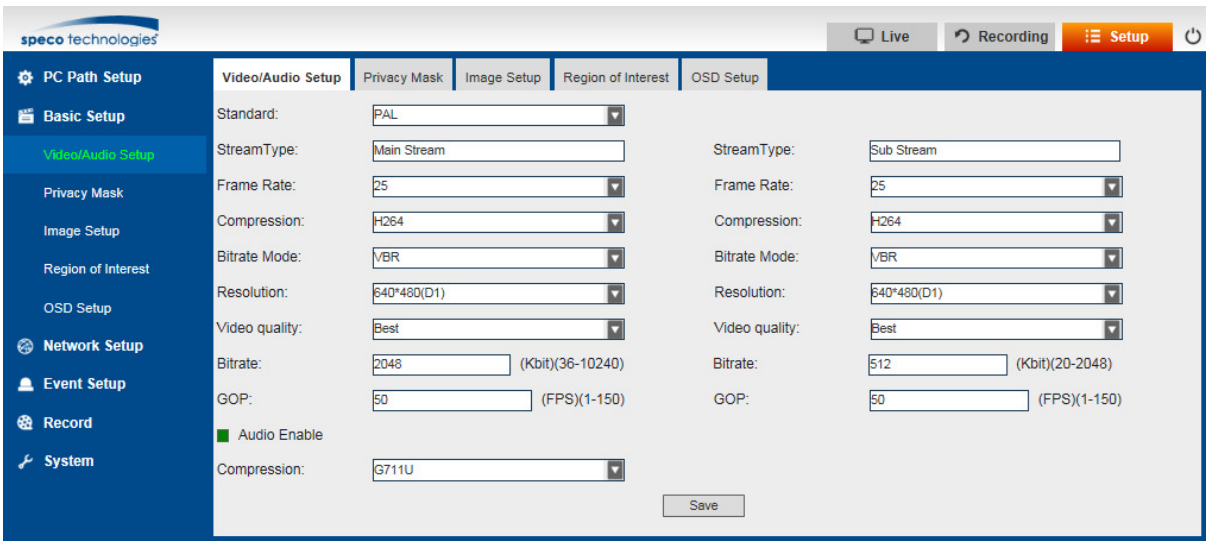 speco technologies
Live Recording Setup
PC Path Setup
Basic Setup
Video/Audio Setup
Privacy Mask
Image Setup
Region of Interest
OSD Setup
Network Setup
Event Setup
Record
System
Video/Audio Setup Privacy Mask Image Setup Region of Interest OSD Setup
Standard: PAL
StreamType: Main Stream StreamType: Sub Stream
Frame Rate: 25 Frame Rate: 25
Compression: H264 Compression: H264
Bitrate Mode: VBR Bitrate Mode: VBR
Resolution: 640*480(D1) Resolution: 640*480(D1)
Video quality: Best Video quality: Best
Bitrate: 2048 (Kbit)(36-10240) Bitrate: 512 (Kbit)(20-2048)
GOP: 50 (FPS)(1-150) GOP: 50 (FPS)(1-150)
Audio Enable
Compression: G711U
Save